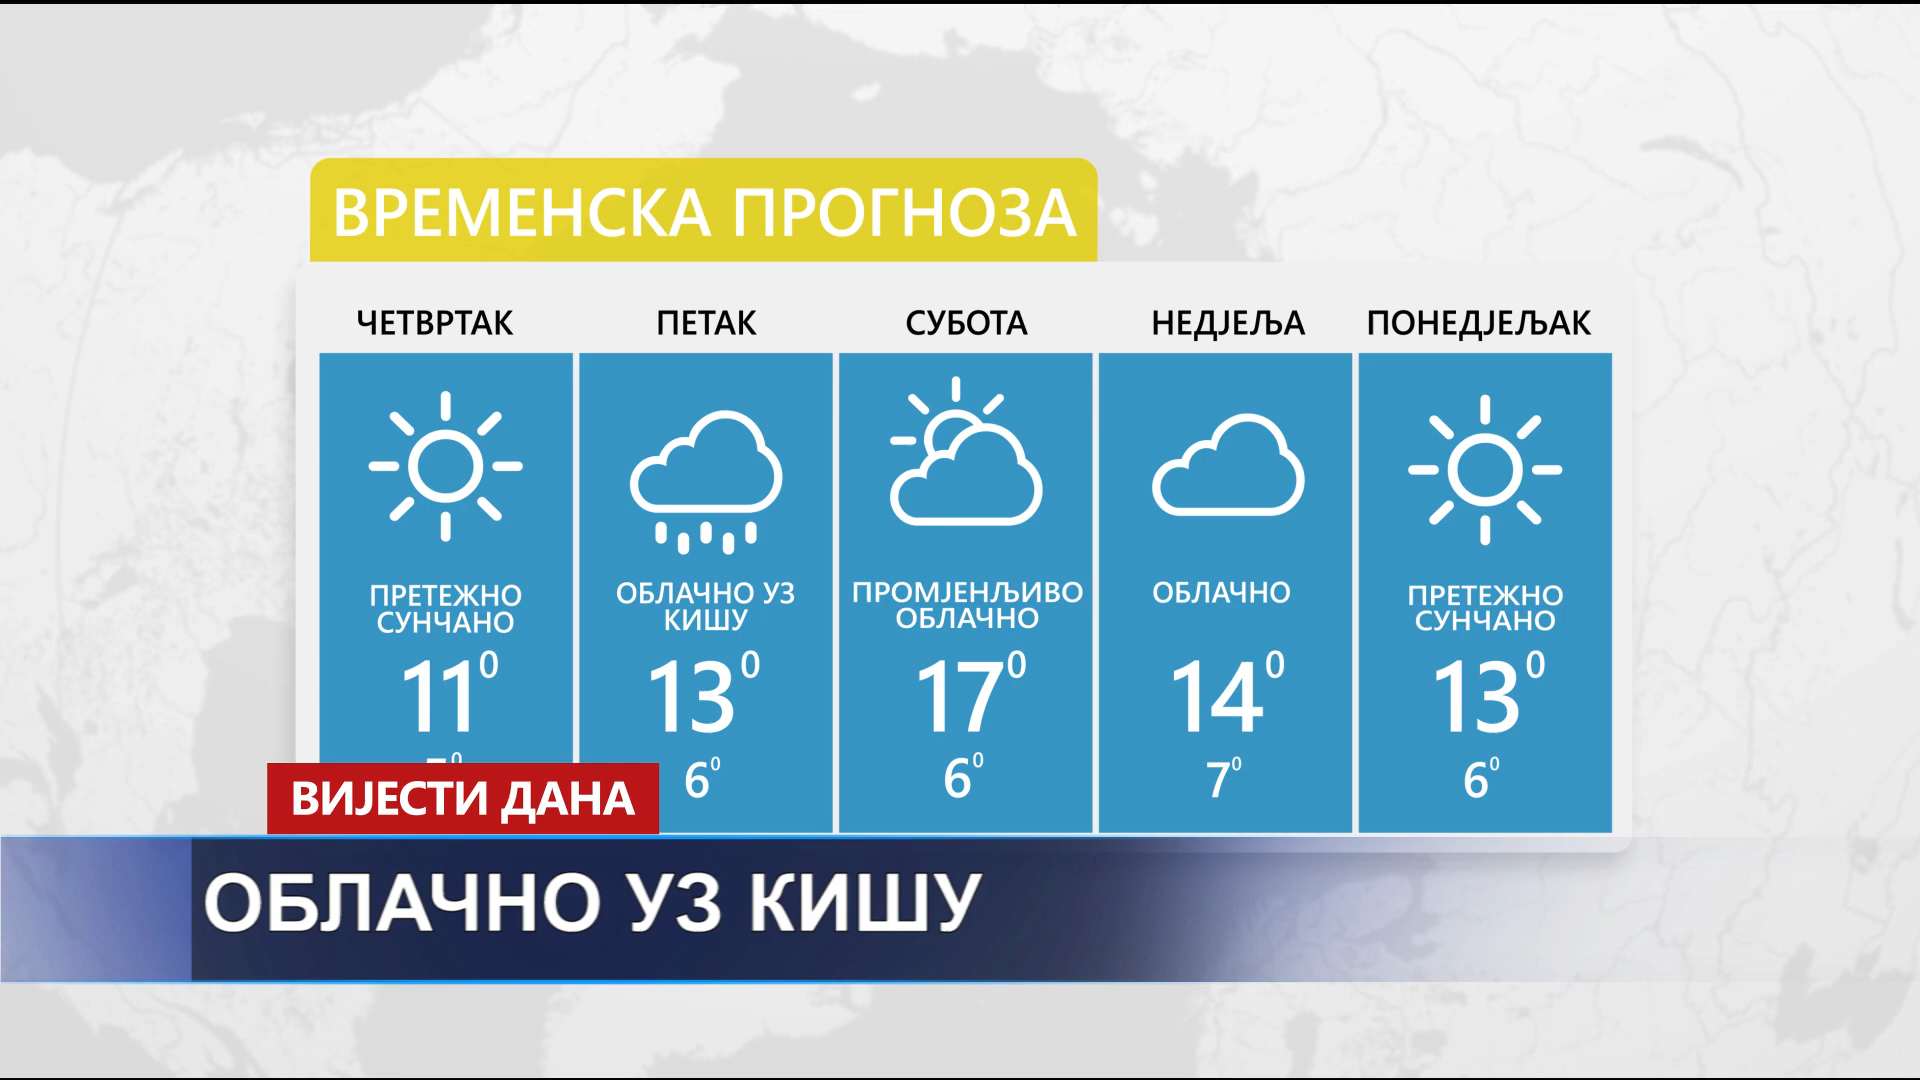 ВРЕМЕНСКА ПРОГНОЗА
ЧЕТВРТАК ПЕТАК СУБОТА НЕДЈЕЉА ПОНЕДЈЕЉАК
ПРЕТЕЖНО
СУНЧАНО
11⁰
ОБЛАЧНО УЗ
КИШУ
13⁰
6⁰
ПРОМЈЕНЉИВО
ОБЛАЧНО
17⁰
6⁰
ОБЛАЧНО
14⁰
7⁰
ПРЕТЕЖНО
СУНЧАНО
13⁰
6⁰
ВИЈЕСТИ ДАНА
ОБЛАЧНО УЗ КИШУ